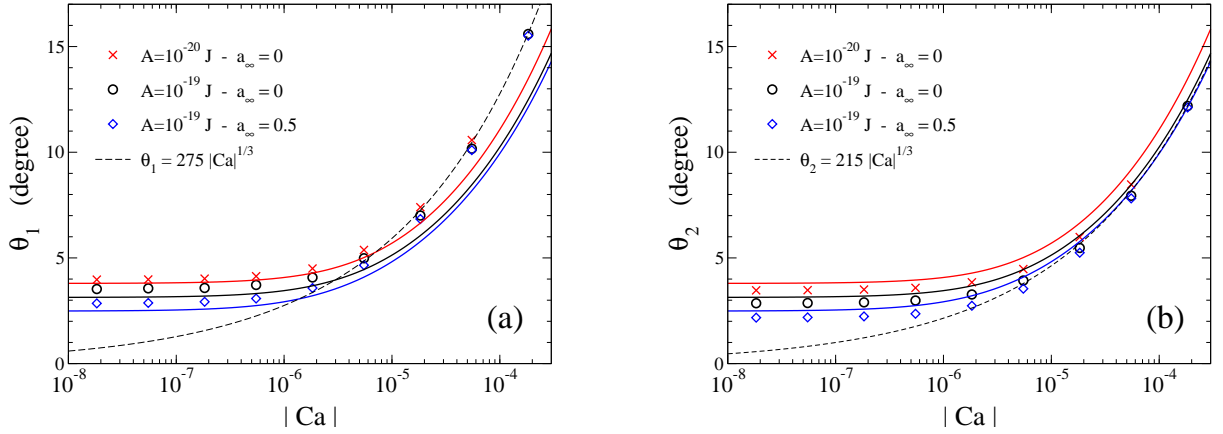 15
10
5
0
θ₁ (degree)
A=10⁻²⁰ J - a∞ = 0
A=10⁻¹⁹ J - a∞ = 0
A=10⁻¹⁹ J - a∞ = 0.5
θ₁ = 275 |Ca|^1/3
(a)
10⁻⁸ 10⁻⁷ 10⁻⁶ 10⁻⁵ 10⁻⁴
| Ca |
15
10
5
0
θ₂ (degree)
A=10⁻²⁰ J - a∞ = 0
A=10⁻¹⁹ J - a∞ = 0
A=10⁻¹⁹ J - a∞ = 0.5
θ₂ = 215 |Ca|^1/3
(b)
10⁻⁸ 10⁻⁷ 10⁻⁶ 10⁻⁵ 10⁻⁴
| Ca |